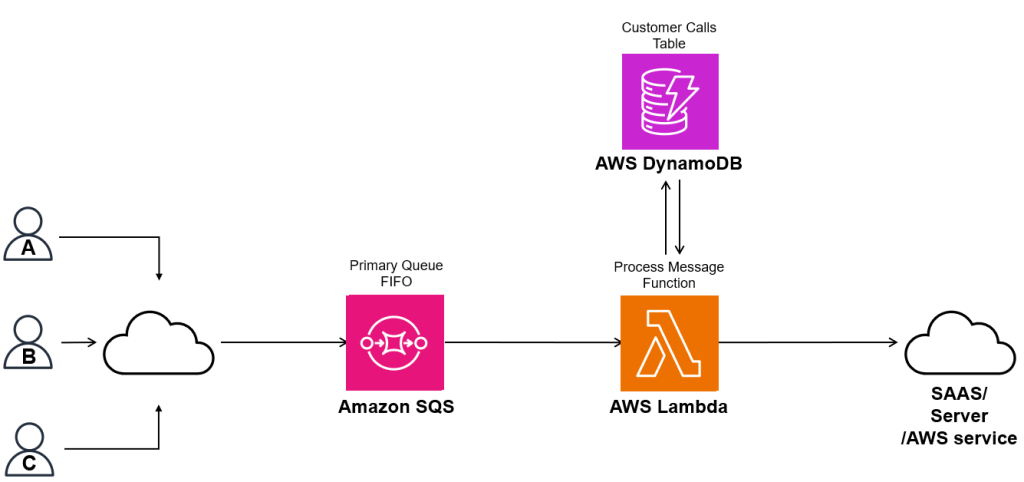 Customer Calls
Table
AWS DynamoDB
A
Primary Queue
FIFO
Process Message
Function
B
Amazon SQS
AWS Lambda
SAAS/
Server
/AWS service
C